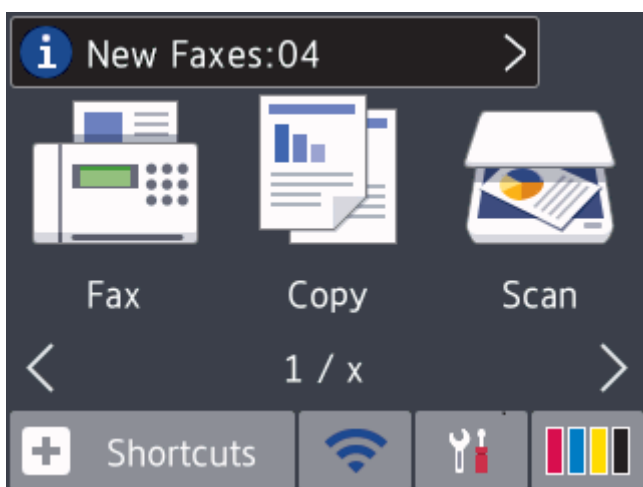 i New Faxes:04 >
Fax Copy Scan
< 1 / x >
+ Shortcuts